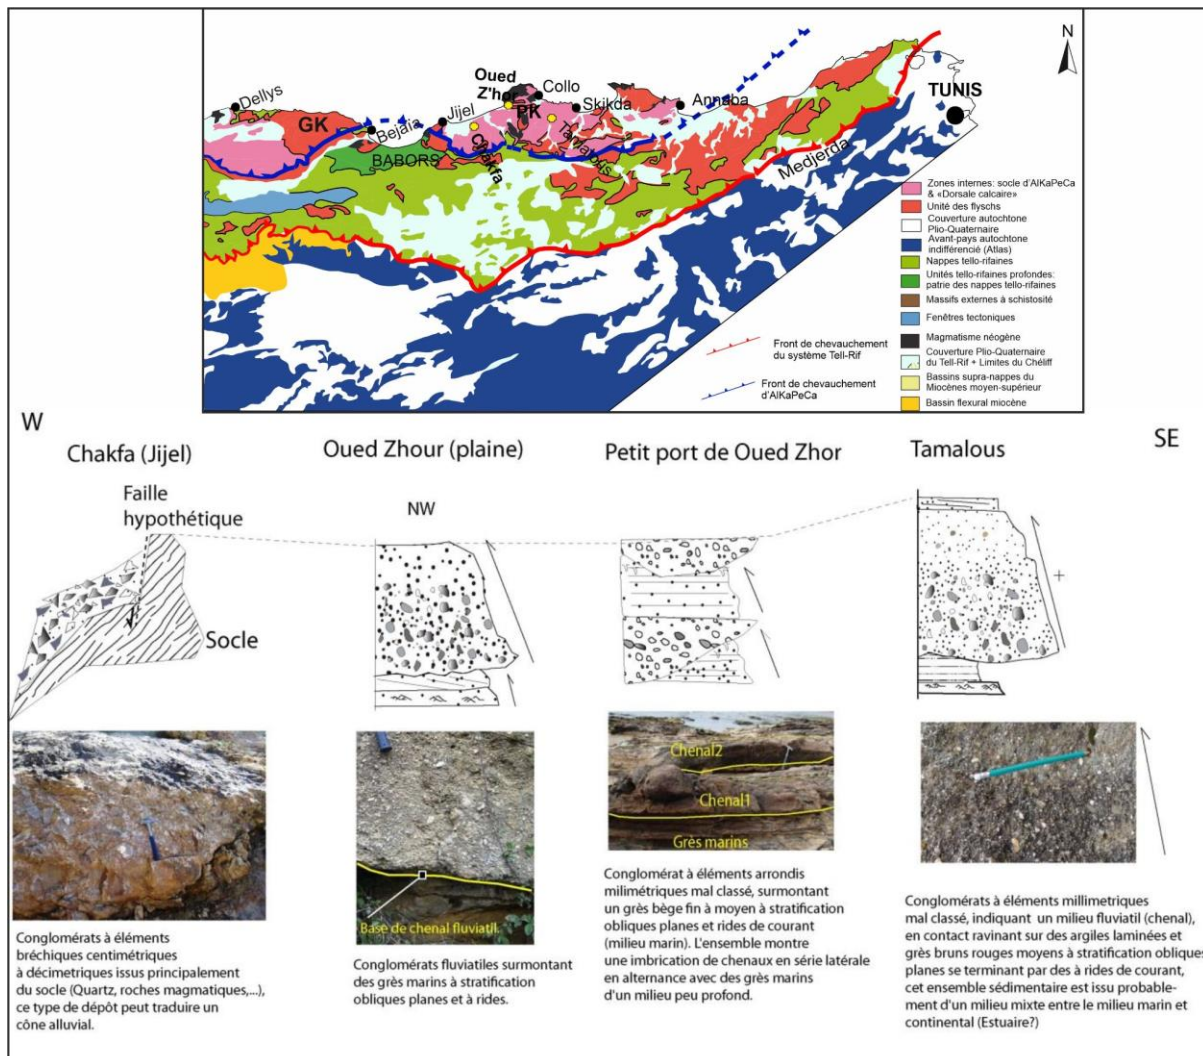 N
Dellys
GK
Bejaia
BABORS
Jijel
Chakfa
Oued
Z'hor
PK
Collo
Skikda
Tamalous
Annaba
Medjerda
TUNIS
Zones internes: socle d'AlKaPeCa
& «Dorsale calcaire»
Unité des flyschs
Couverture autochtone
Plio-Quaternaire
Avant-pays autochtone
indifférencié (Atlas)
Nappes tello-rifaines
Unités tello-rifaines profondes:
patrie des nappes tello-rifaines
Massifs externes à schistosité
Fenêtres tectoniques
Magmatisme néogène
Couverture Plio-Quaternaire
du Tell-Rif + Limites du Chéliff
Bassins supra-nappes du
Miocènes moyen-supérieur
Bassin flexural miocène
Front de chevauchement
du système Tell-Rif
Front de chevauchement
d'AlKaPeCa
W
SE
Chakfa (Jijel)
Oued Zhour (plaine)
Petit port de Oued Zhor
Tamalous
Faille
hypothétique
NW
Socle
+
Base de chenal fluviatil.
Chenal2
Chenal1
Grès marins
Conglomérats à éléments
bréchiques centimétriques
à décimetriques issus principalement
du socle (Quartz, roches magmatiques,...),
ce type de dépôt peut traduire un
cône alluvial.
Conglomérats fluviatiles surmontant
des grès marins à stratification
obliques planes et à rides.
Conglomérat à éléments arrondis
milimétriques mal classé, surmontant
un grès bège fin à moyen à stratification
obliques planes et rides de courant
(milieu marin). L'ensemble montre
une imbrication de chenaux en série latérale
en alternance avec des grès marins
d'un milieu peu profond.
Conglomérats à éléments millimetriques
mal classé, indiquant un milieu fluviatil (chenal),
en contact ravinant sur des argiles laminées et
grès bruns rouges moyens à stratification obliques
planes se terminant par des à rides de courant,
cet ensemble sédimentaire est issu probable-
ment d'un milieu mixte entre le milieu marin et
continental (Estuaire?)